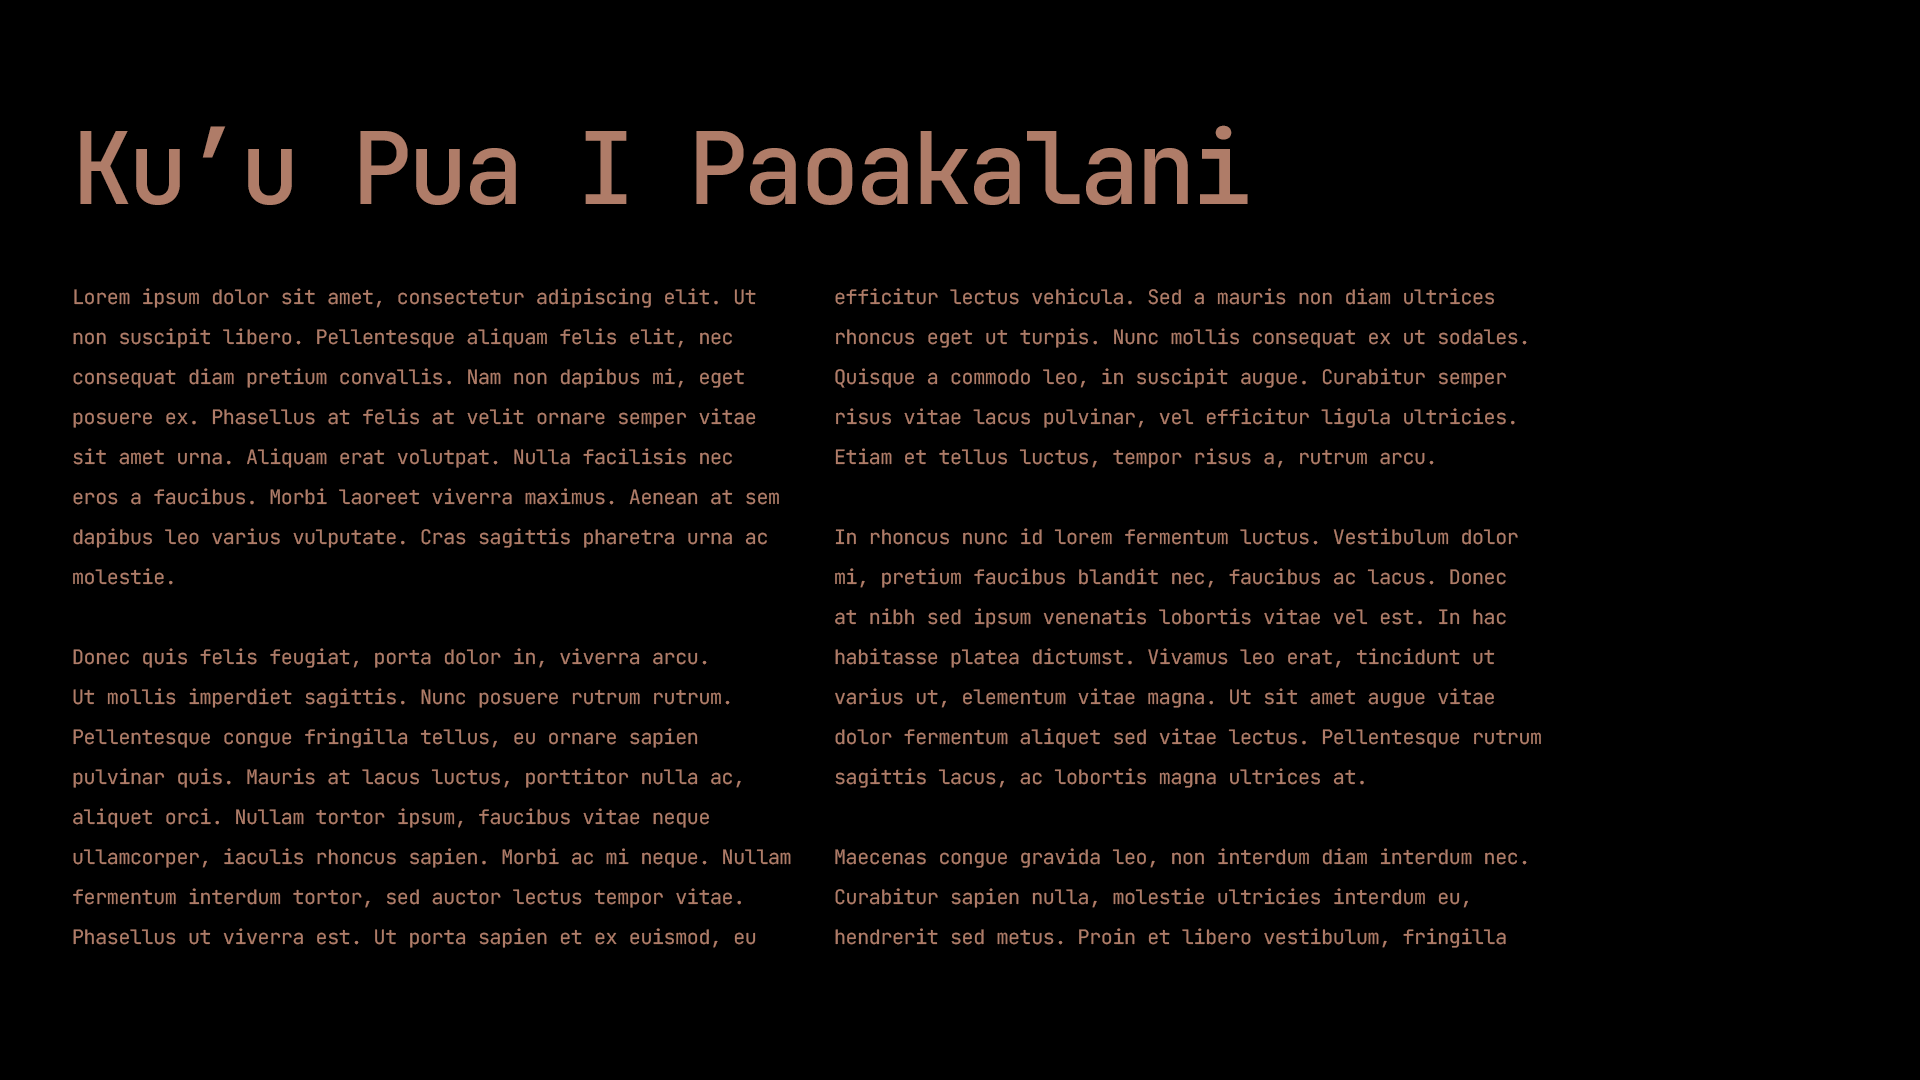 Ku’u Pua I Paoakalani
Lorem ipsum dolor sit amet, consectetur adipiscing elit. Ut
non suscipit libero. Pellentesque aliquam felis elit, nec
consequat diam pretium convallis. Nam non dapibus mi, eget
posuere ex. Phasellus at felis at velit ornare semper vitae
sit amet urna. Aliquam erat volutpat. Nulla facilisis nec
eros a faucibus. Morbi laoreet viverra maximus. Aenean at sem
dapibus leo varius vulputate. Cras sagittis pharetra urna ac
molestie.
Donec quis felis feugiat, porta dolor in, viverra arcu.
Ut mollis imperdiet sagittis. Nunc posuere rutrum rutrum.
Pellentesque congue fringilla tellus, eu ornare sapien
pulvinar quis. Mauris at lacus luctus, porttitor nulla ac,
aliquet orci. Nullam tortor ipsum, faucibus vitae neque
ullamcorper, iaculis rhoncus sapien. Morbi ac mi neque. Nullam
fermentum interdum tortor, sed auctor lectus tempor vitae.
Phasellus ut viverra est. Ut porta sapien et ex euismod, eu
efficitur lectus vehicula. Sed a mauris non diam ultrices
rhoncus eget ut turpis. Nunc mollis consequat ex ut sodales.
Quisque a commodo leo, in suscipit augue. Curabitur semper
risus vitae lacus pulvinar, vel efficitur ligula ultricies.
Etiam et tellus luctus, tempor risus a, rutrum arcu.
In rhoncus nunc id lorem fermentum luctus. Vestibulum dolor
mi, pretium faucibus blandit nec, faucibus ac lacus. Donec
at nibh sed ipsum venenatis lobortis vitae vel est. In hac
habitasse platea dictumst. Vivamus leo erat, tincidunt ut
varius ut, elementum vitae magna. Ut sit amet augue vitae
dolor fermentum aliquet sed vitae lectus. Pellentesque rutrum
sagittis lacus, ac lobortis magna ultrices at.
Maecenas congue gravida leo, non interdum diam interdum nec.
Curabitur sapien nulla, molestie ultricies interdum eu,
hendrerit sed metus. Proin et libero vestibulum, fringilla